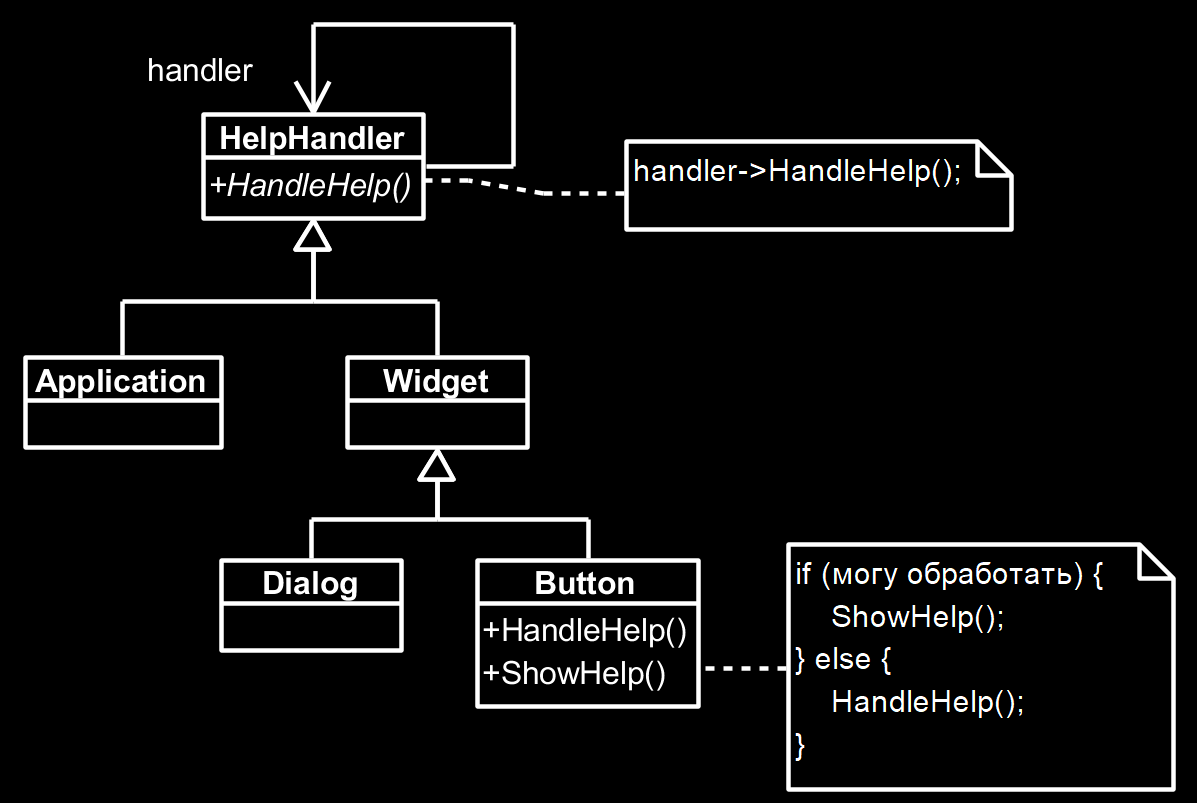 handler
HelpHandler
+HandleHelp()
handler->HandleHelp();
Application
Widget
Dialog
Button
+HandleHelp()
+ShowHelp()
if (могу обработать) {
ShowHelp();
} else {
HandleHelp();
}